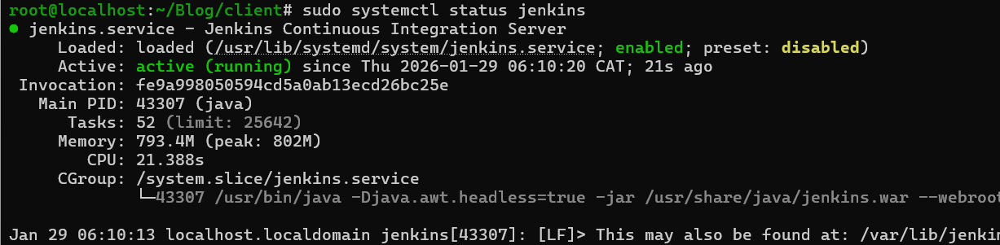 root@localhost:~/Blog/client# sudo systemctl status jenkins
● jenkins.service - Jenkins Continuous Integration Server
Loaded: loaded (/usr/lib/systemd/system/jenkins.service; enabled; preset: disabled)
Active: active (running) since Thu 2026-01-29 06:10:20 CAT; 21s ago
Invocation: fe9a998050594cd5a0ab13ecd26bc25e
Main PID: 43307 (java)
Tasks: 52 (limit: 25642)
Memory: 793.4M (peak: 802M)
CPU: 21.388s
CGroup: /system.slice/jenkins.service
└─43307 /usr/bin/java -Djava.awt.headless=true -jar /usr/share/java/jenkins.war --webroot
Jan 29 06:10:13 localhost.localdomain jenkins[43307]: [LF]> This may also be found at: /var/lib/jenkin